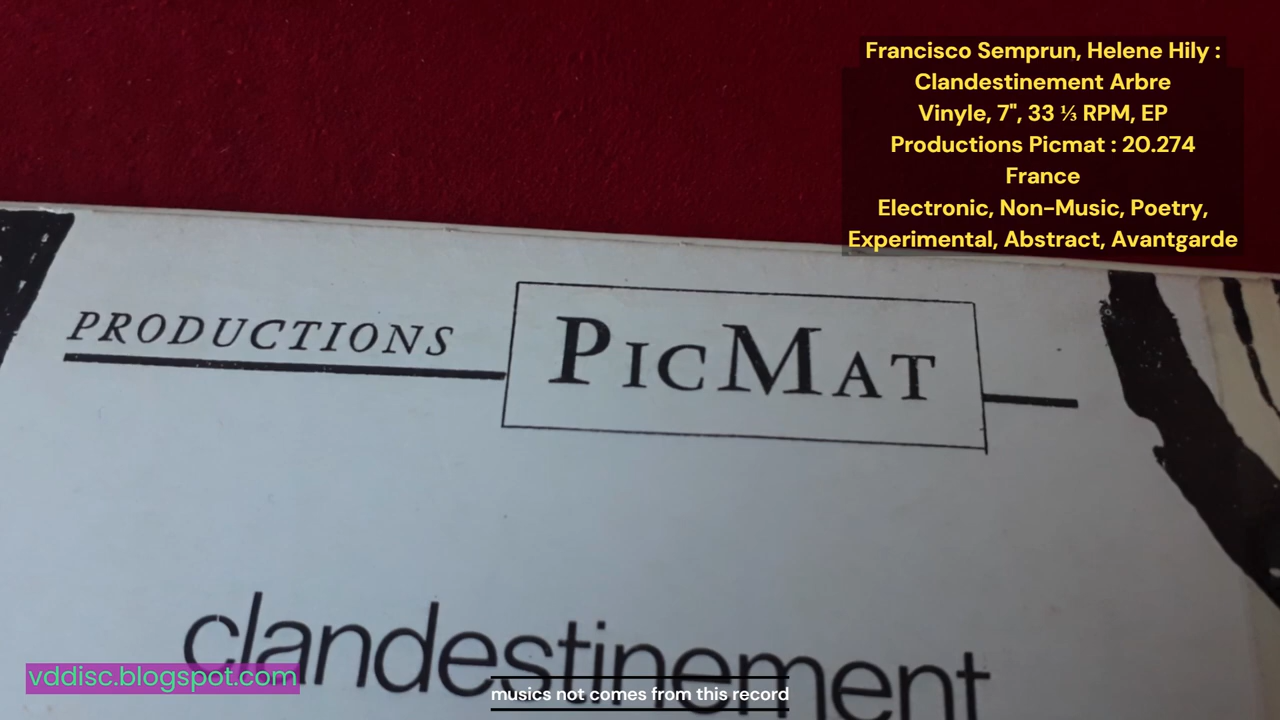 Francisco Semprun, Helene Hily :
Clandestinement Arbre
Vinyle, 7", 33 ⅓ RPM, EP
Productions Picmat : 20.274
France
Electronic, Non-Music, Poetry,
Experimental, Abstract, Avantgarde
PRODUCTIONS PICMAT
clandestinement
vddisc.blogspot.com
musics not comes from this record